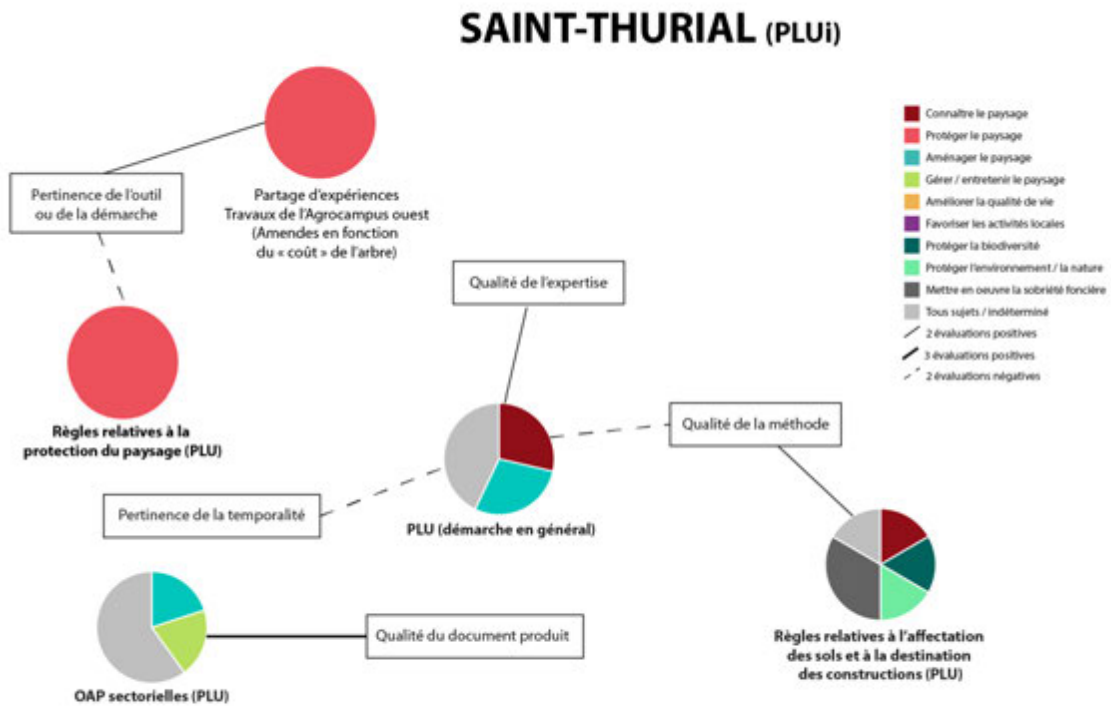 SAINT-THURIAL (PLUi)
Connaître le paysage
Protéger le paysage
Aménager le paysage
Gérer / entretenir le paysage
Améliorer la qualité de vie
Favoriser les activités locales
Protéger la biodiversité
Protéger l'environnement / la nature
Mettre en oeuvre la sobriété foncière
Tous sujets / indéterminé
2 évaluations positives
3 évaluations positives
2 évaluations négatives
Pertinence de l'outil
ou de la démarche
Partage d'expériences
Travaux de l'Agrocampus ouest
(Amendes en fonction
du « coût » de l'arbre)
Qualité de l'expertise
Règles relatives à la
protection du paysage (PLU)
Qualité de la méthode
Pertinence de la temporalité
PLU (démarche en général)
Qualité du document produit
OAP sectorielles (PLU)
Règles relatives à l'affectation
des sols et à la destination
des constructions (PLU)